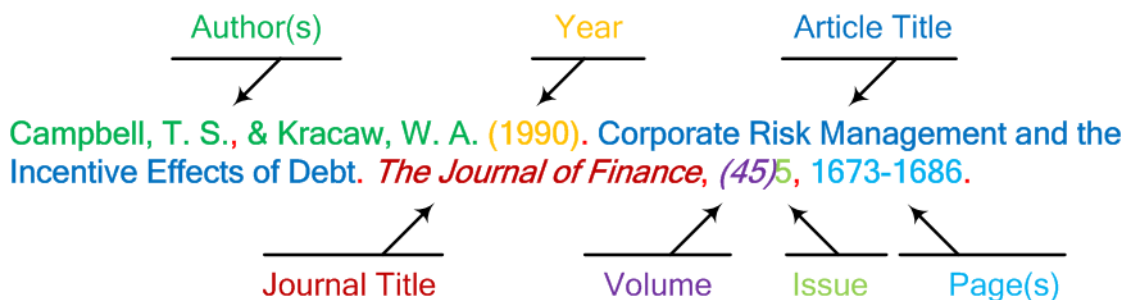 Author(s) Year Article Title
Campbell, T. S., & Kracaw, W. A. (1990). Corporate Risk Management and the
Incentive Effects of Debt. The Journal of Finance, (45)5, 1673-1686.
Journal Title Volume Issue Page(s)